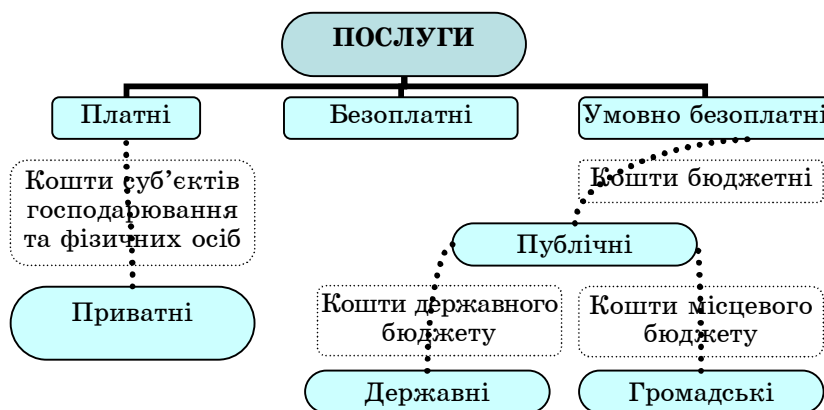 ПОСЛУГИ
Платні
Безоплатні
Умовно безоплатні
Кошти суб’єктів
господарювання
та фізичних осіб
Кошти бюджетні
Публічні
Приватні
Кошти державного
бюджету
Кошти місцевого
бюджету
Державні
Громадські